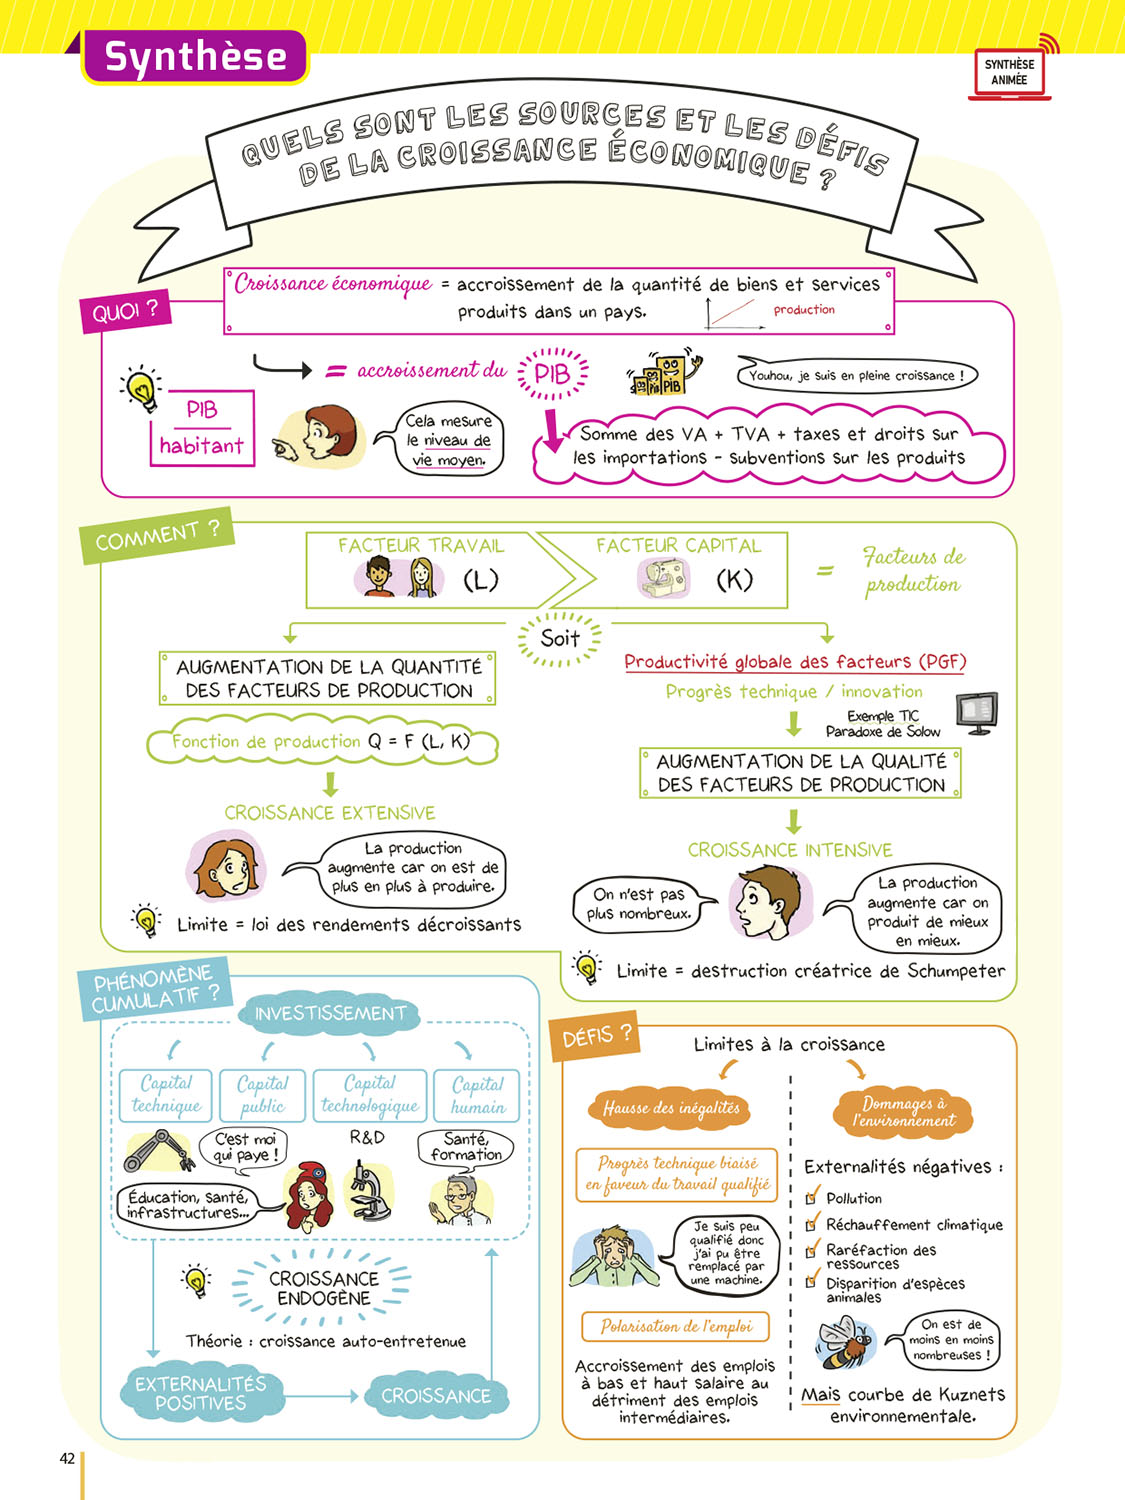 Synthèse
SYNTHÈSE
ANIMÉE
QUELS SONT LES SOURCES ET LES DÉFIS
DE LA CROISSANCE ÉCONOMIQUE ?
QUOI ?
Croissance économique = accroissement de la quantité de biens et services
produits dans un pays.
production
= accroissement du PIB
PIB
PIB
Youhou, je suis en pleine croissance !
PIB
habitant
Cela mesure
le niveau de
vie moyen.
Somme des VA + TVA + taxes et droits sur
les importations - subventions sur les produits
COMMENT ?
FACTEUR TRAVAIL
(L)
FACTEUR CAPITAL
(K)
=
Facteurs de
production
Soit
AUGMENTATION DE LA QUANTITÉ
DES FACTEURS DE PRODUCTION
Fonction de production Q = F (L, K)
CROISSANCE EXTENSIVE
La production
augmente car on est de
plus en plus à produire.
Limite = loi des rendements décroissants
Productivité globale des facteurs (PGF)
Progrès technique / innovation
Exemple TIC
Paradoxe de Solow
AUGMENTATION DE LA QUALITÉ
DES FACTEURS DE PRODUCTION
CROISSANCE INTENSIVE
On n'est pas
plus nombreux.
La production
augmente car on
produit de mieux
en mieux.
Limite = destruction créatrice de Schumpeter
PHÉNOMÈNE
CUMULATIF ?
INVESTISSEMENT
Capital
technique
Capital
public
Capital
technologique
Capital
humain
C'est moi
qui paye !
R&D
Santé,
formation
Éducation, santé,
infrastructures...
CROISSANCE
ENDOGÈNE
Théorie : croissance auto-entretenue
EXTERNALITÉS
POSITIVES
CROISSANCE
DÉFIS ?
Limites à la croissance
Hausse des inégalités
Progrès technique biaisé
en faveur du travail qualifié
Je suis peu
qualifié donc
j'ai pu être
remplacé par
une machine.
Polarisation de l'emploi
Accroissement des emplois
à bas et haut salaire au
détriment des emplois
intermédiaires.
Dommages à
l'environnement
Externalités négatives :
Pollution
Réchauffement climatique
Raréfaction des
ressources
Disparition d'espèces
animales
On est de
moins en moins
nombreuses !
Mais courbe de Kuznets
environnementale.
42